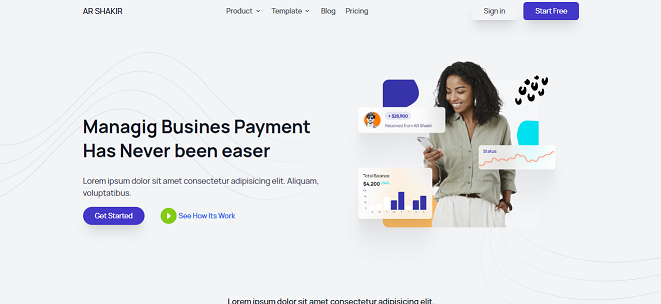 AR SHAKIR
Product
Template
Blog
Pricing
Sign in
Start Free
Managig Busines Payment
Has Never been easer
Lorem ipsum dolor sit amet consectetur adipisicing elit. Aliquam,
voluptatibus.
Get Started
See How Its Work
+ $28,900
Received from AR Shakir
Status
Total Balance
$4,200
Lorem ipsum dolor sit amet consectetur adipisicing elit.